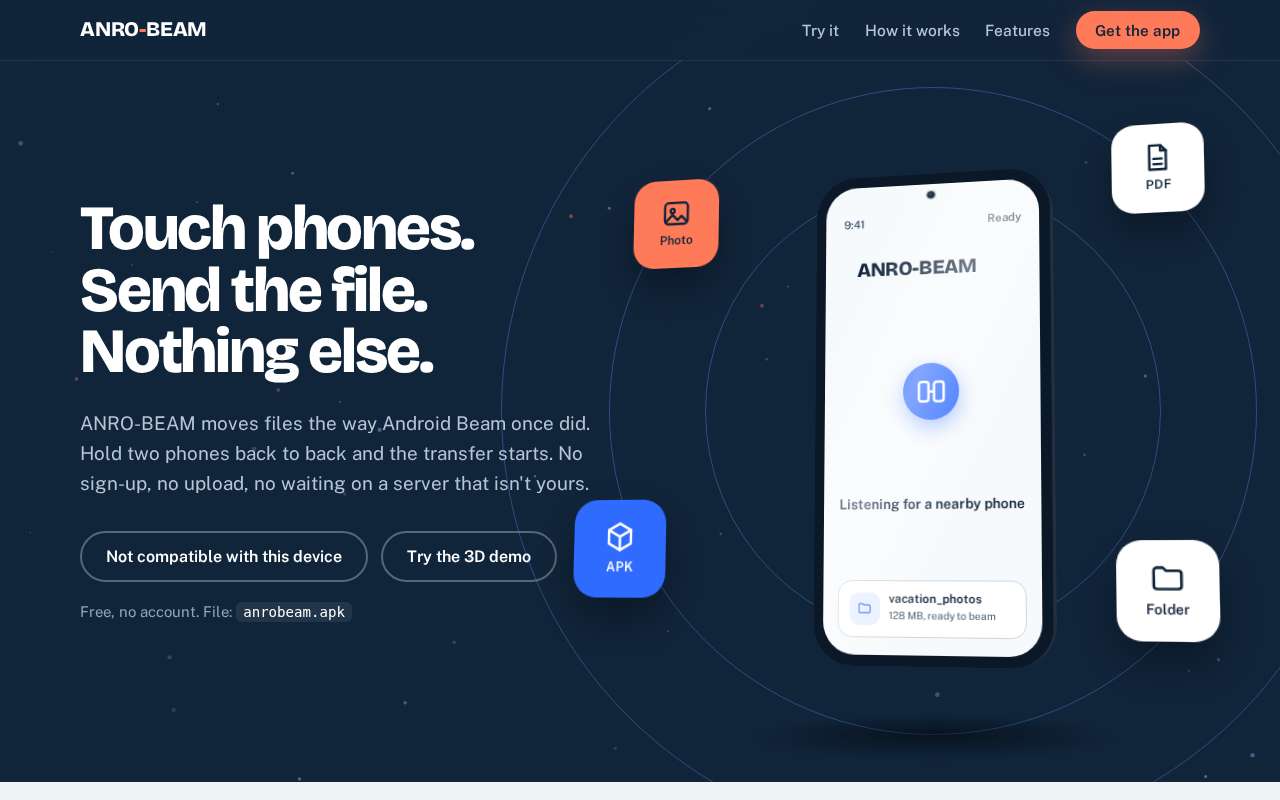 ANRO-BEAM
Try it
How it works
Features
Get the app
Touch phones.
Send the file.
Nothing else.
ANRO-BEAM moves files the way Android Beam once did.
Hold two phones back to back and the transfer starts. No
sign-up, no upload, no waiting on a server that isn't yours.
Not compatible with this device
Try the 3D demo
Free, no account. File: anrobeam.apk
Photo
PDF
APK
Folder
9:41
Ready
ANRO-BEAM
Listening for a nearby phone
vacation_photos
128 MB, ready to beam